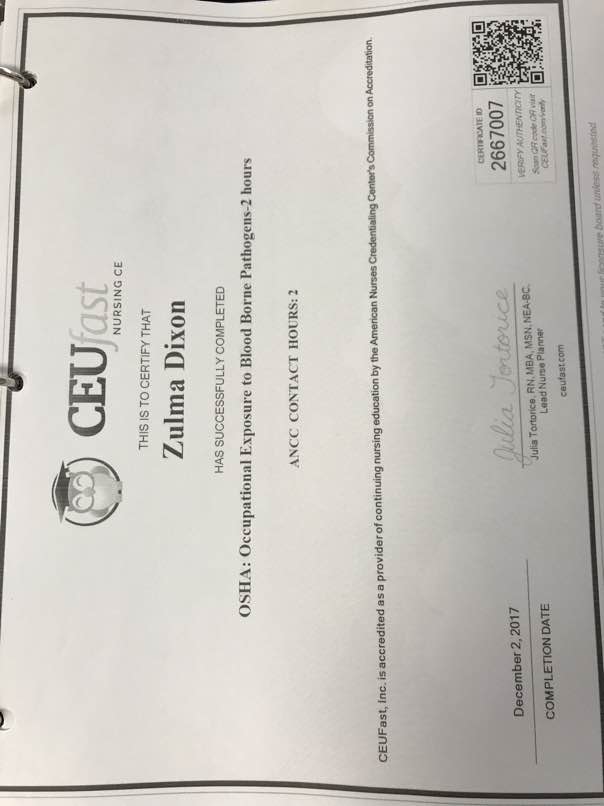 CEUfast
NURSING CE
THIS IS TO CERTIFY THAT
Zulma Dixon
HAS SUCCESSFULLY COMPLETED
OSHA: Occupational Exposure to Blood Borne Pathogens-2 hours
ANCC CONTACT HOURS: 2
CEUFast, Inc. is accredited as a provider of continuing nursing education by the American Nurses Credentialing Center's Commission on Accreditation.
December 2, 2017
COMPLETION DATE
Julia Tortorice
Julia Tortorice, RN, MBA, MSN, NEA-BC.
Lead Nurse Planner
ceufast.com
CERTIFICATE ID
2667007
VERIFY AUTHENTICITY
Scan QR code OR visit
CEUFast.com/verify
your licensure board unless requested